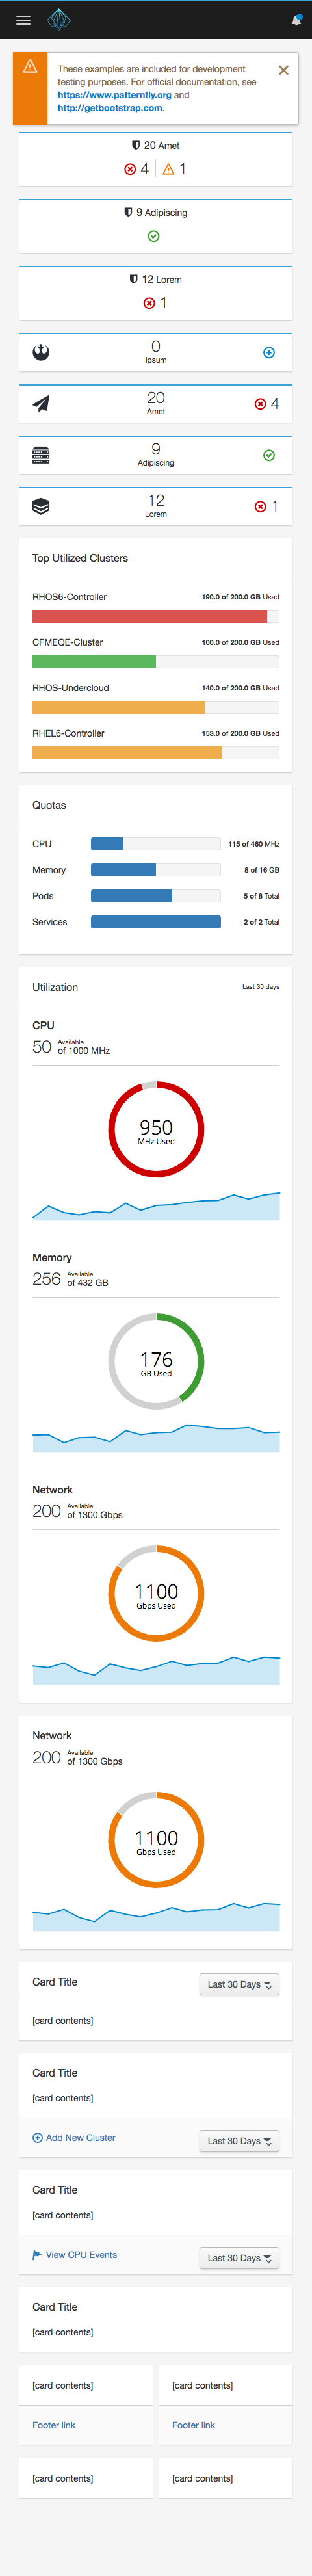 These examples are included for development
testing purposes. For official documentation, see
https://www.patternfly.org and
http://getbootstrap.com.
20 Amet
4 1
9 Adipiscing
12 Lorem
1
0
Ipsum
20
Amet
4
9
Adipiscing
12
Lorem
1
Top Utilized Clusters
RHOS6-Controller 190.0 of 200.0 GB Used
CFMEQE-Cluster 100.0 of 200.0 GB Used
RHOS-Undercloud 140.0 of 200.0 GB Used
RHEL6-Controller 153.0 of 200.0 GB Used
Quotas
CPU 115 of 460 MHz
Memory 8 of 16 GB
Pods 5 of 8 Total
Services 2 of 2 Total
Utilization Last 30 days
CPU
50 Available
of 1000 MHz
950
MHz Used
Memory
256 Available
of 432 GB
176
GB Used
Network
200 Available
of 1300 Gbps
1100
Gbps Used
Network
200 Available
of 1300 Gbps
1100
Gbps Used
Card Title Last 30 Days
[card contents]
Card Title
[card contents]
Add New Cluster Last 30 Days
Card Title
[card contents]
View CPU Events Last 30 Days
Card Title
[card contents]
[card contents] [card contents]
Footer link Footer link
[card contents] [card contents]